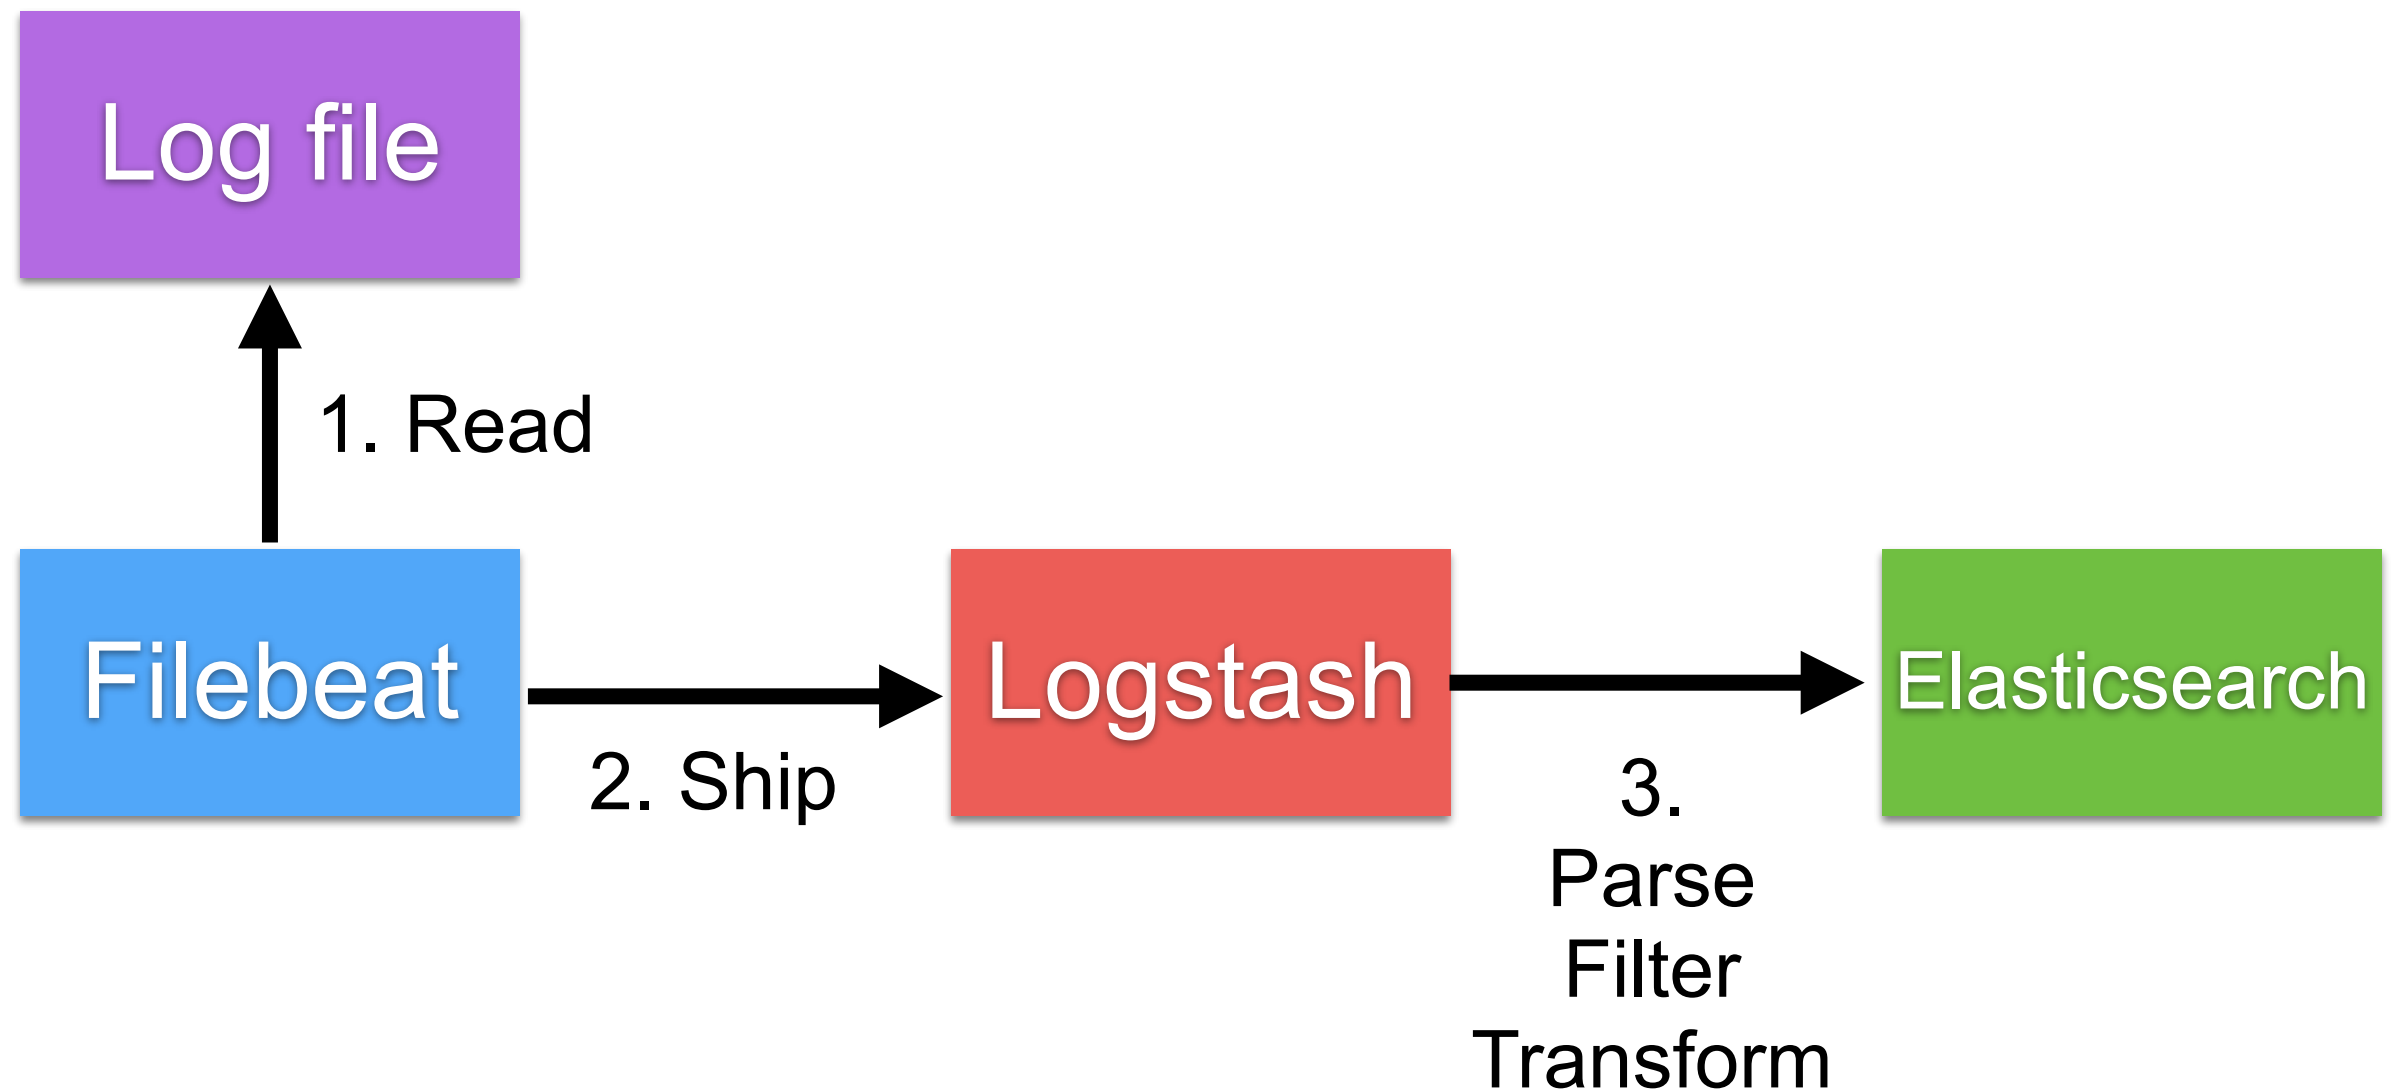 Log file
1. Read
Filebeat
Logstash
Elasticsearch
2. Ship
3.
Parse
Filter
Transform